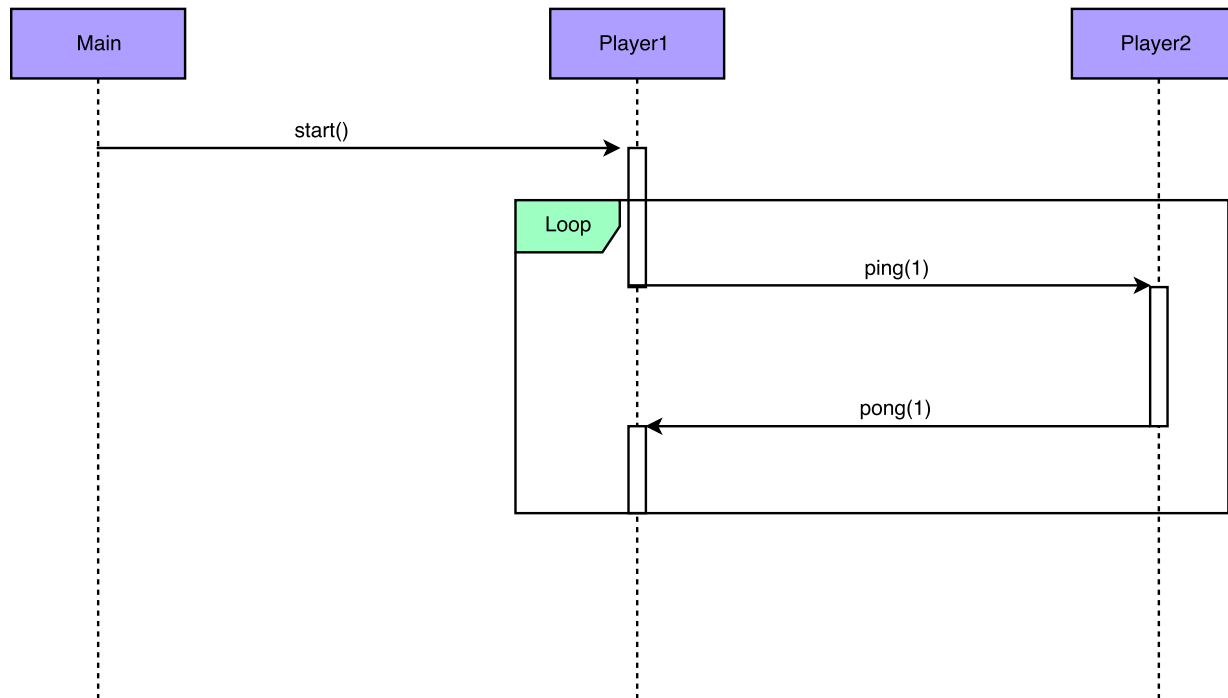 Main
Player1
Player2
start()
Loop
ping(1)
pong(1)